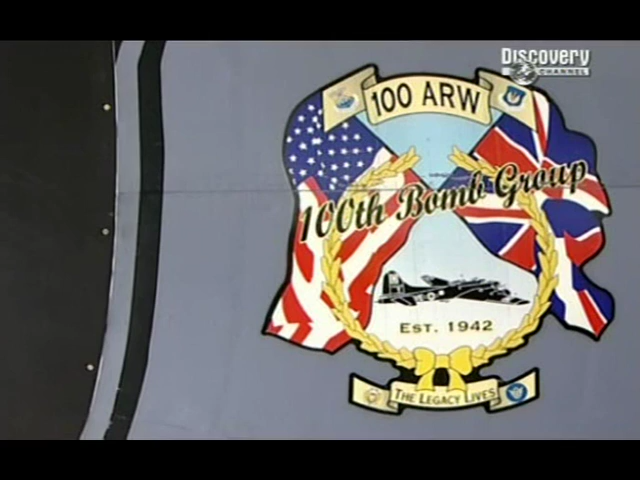 Discovery
CHANNEL
100 ARW
100th Bomb Group
EST. 1942
THE LEGACY LIVES